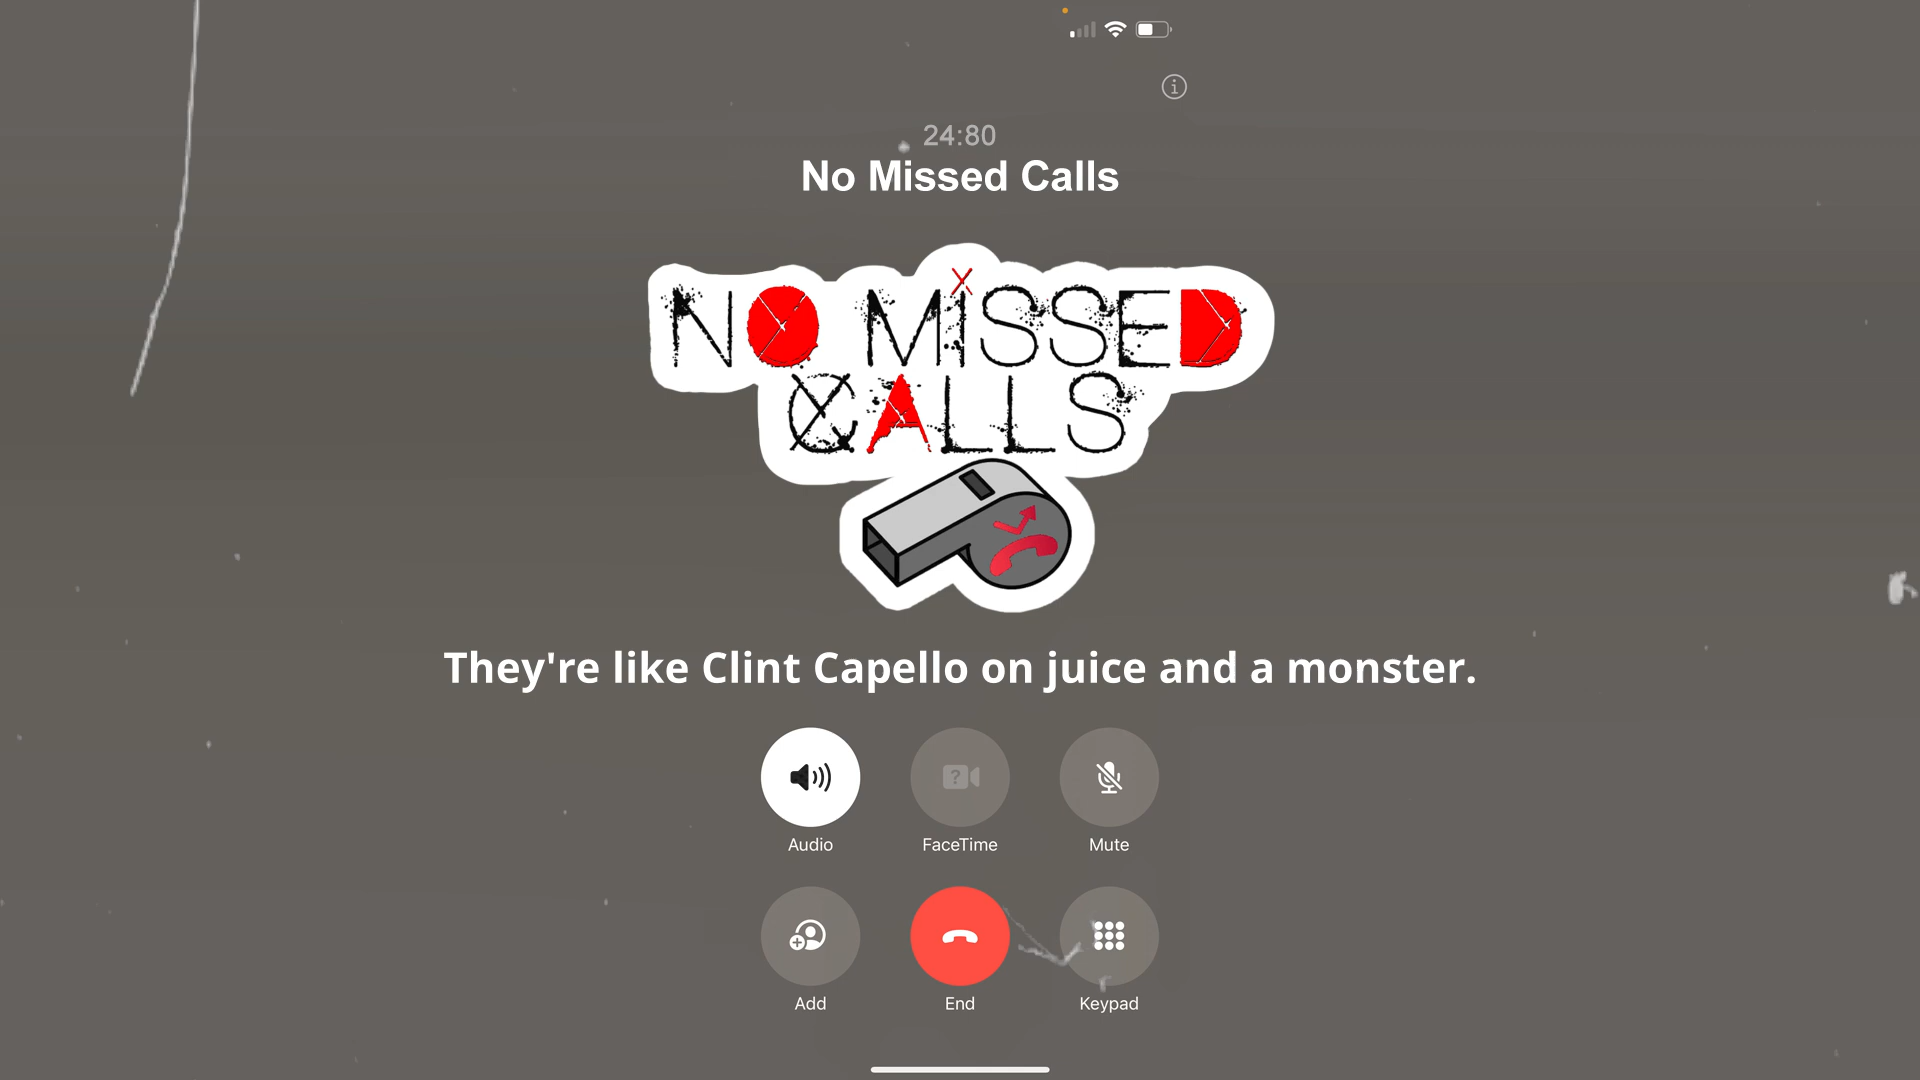 24:80
No Missed Calls
NO MiSSED
CALLS
They're like Clint Capello on juice and a monster.
Audio
FaceTime
Mute
Add
End
Keypad